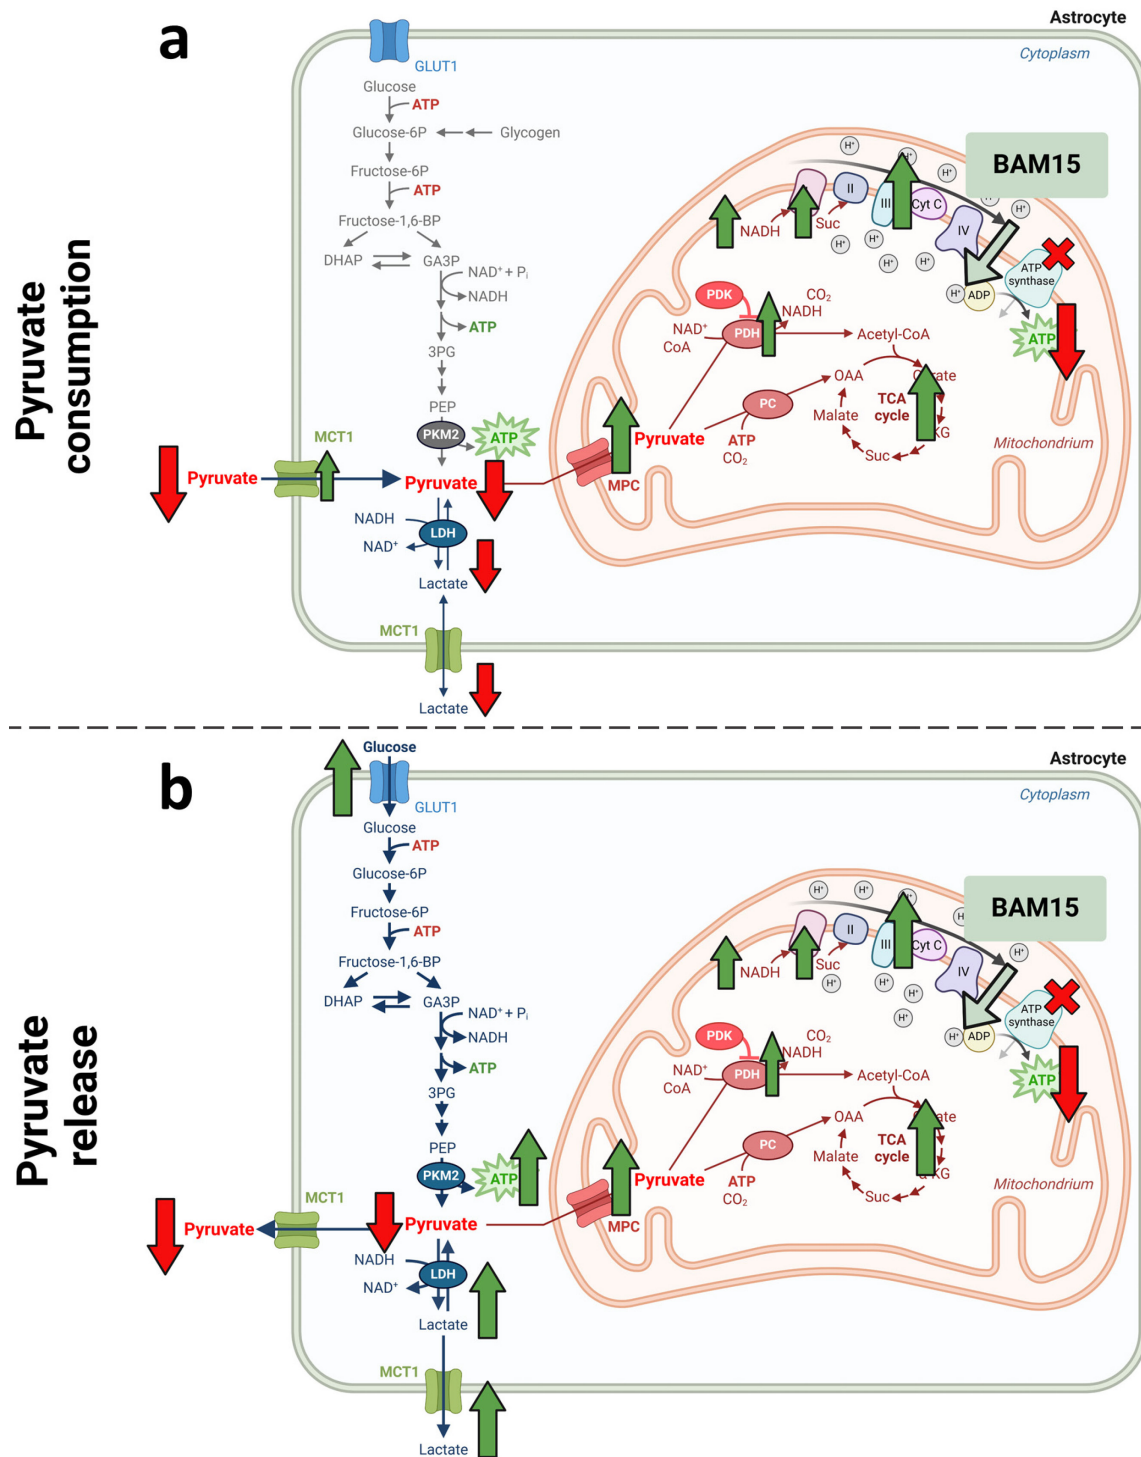 a
Astrocyte
Cytoplasm
GLUT1
Glucose
ATP
Glucose-6P
Glycogen
Fructose-6P
ATP
Fructose-1,6-BP
DHAP
GA3P
NAD⁺ + Pᵢ
NADH
ATP
3PG
PEP
PKM2
ATP
Pyruvate
consumption
MCT1
Pyruvate
Pyruvate
NADH
NAD⁺
LDH
Lactate
MCT1
Lactate
BAM15
H⁺
H⁺
H⁺
H⁺
H⁺
H⁺
H⁺
H⁺
H⁺
II
III
Cyt C
IV
NADH
Suc
ATP
synthase
ADP
ATP
PDK
CO₂
NADH
NAD⁺
CoA
PDH
Acetyl-CoA
OAA
PC
TCA
cycle
Malate
Suc
KG
ATP
CO₂
Pyruvate
MPC
Mitochondrium
b
Glucose
Astrocyte
Cytoplasm
GLUT1
Glucose
ATP
Glucose-6P
Fructose-6P
ATP
Fructose-1,6-BP
DHAP
GA3P
NAD⁺ + Pᵢ
NADH
ATP
3PG
PEP
PKM2
ATP
Pyruvate
release
MCT1
Pyruvate
Pyruvate
NADH
NAD⁺
LDH
Lactate
MCT1
Lactate
BAM15
H⁺
H⁺
H⁺
H⁺
H⁺
H⁺
H⁺
H⁺
II
III
Cyt C
IV
NADH
Suc
ATP
synthase
ADP
ATP
PDK
CO₂
NADH
NAD⁺
CoA
PDH
Acetyl-CoA
OAA
PC
TCA
cycle
Malate
Suc
KG
ATP
CO₂
Pyruvate
MPC
Mitochondrium